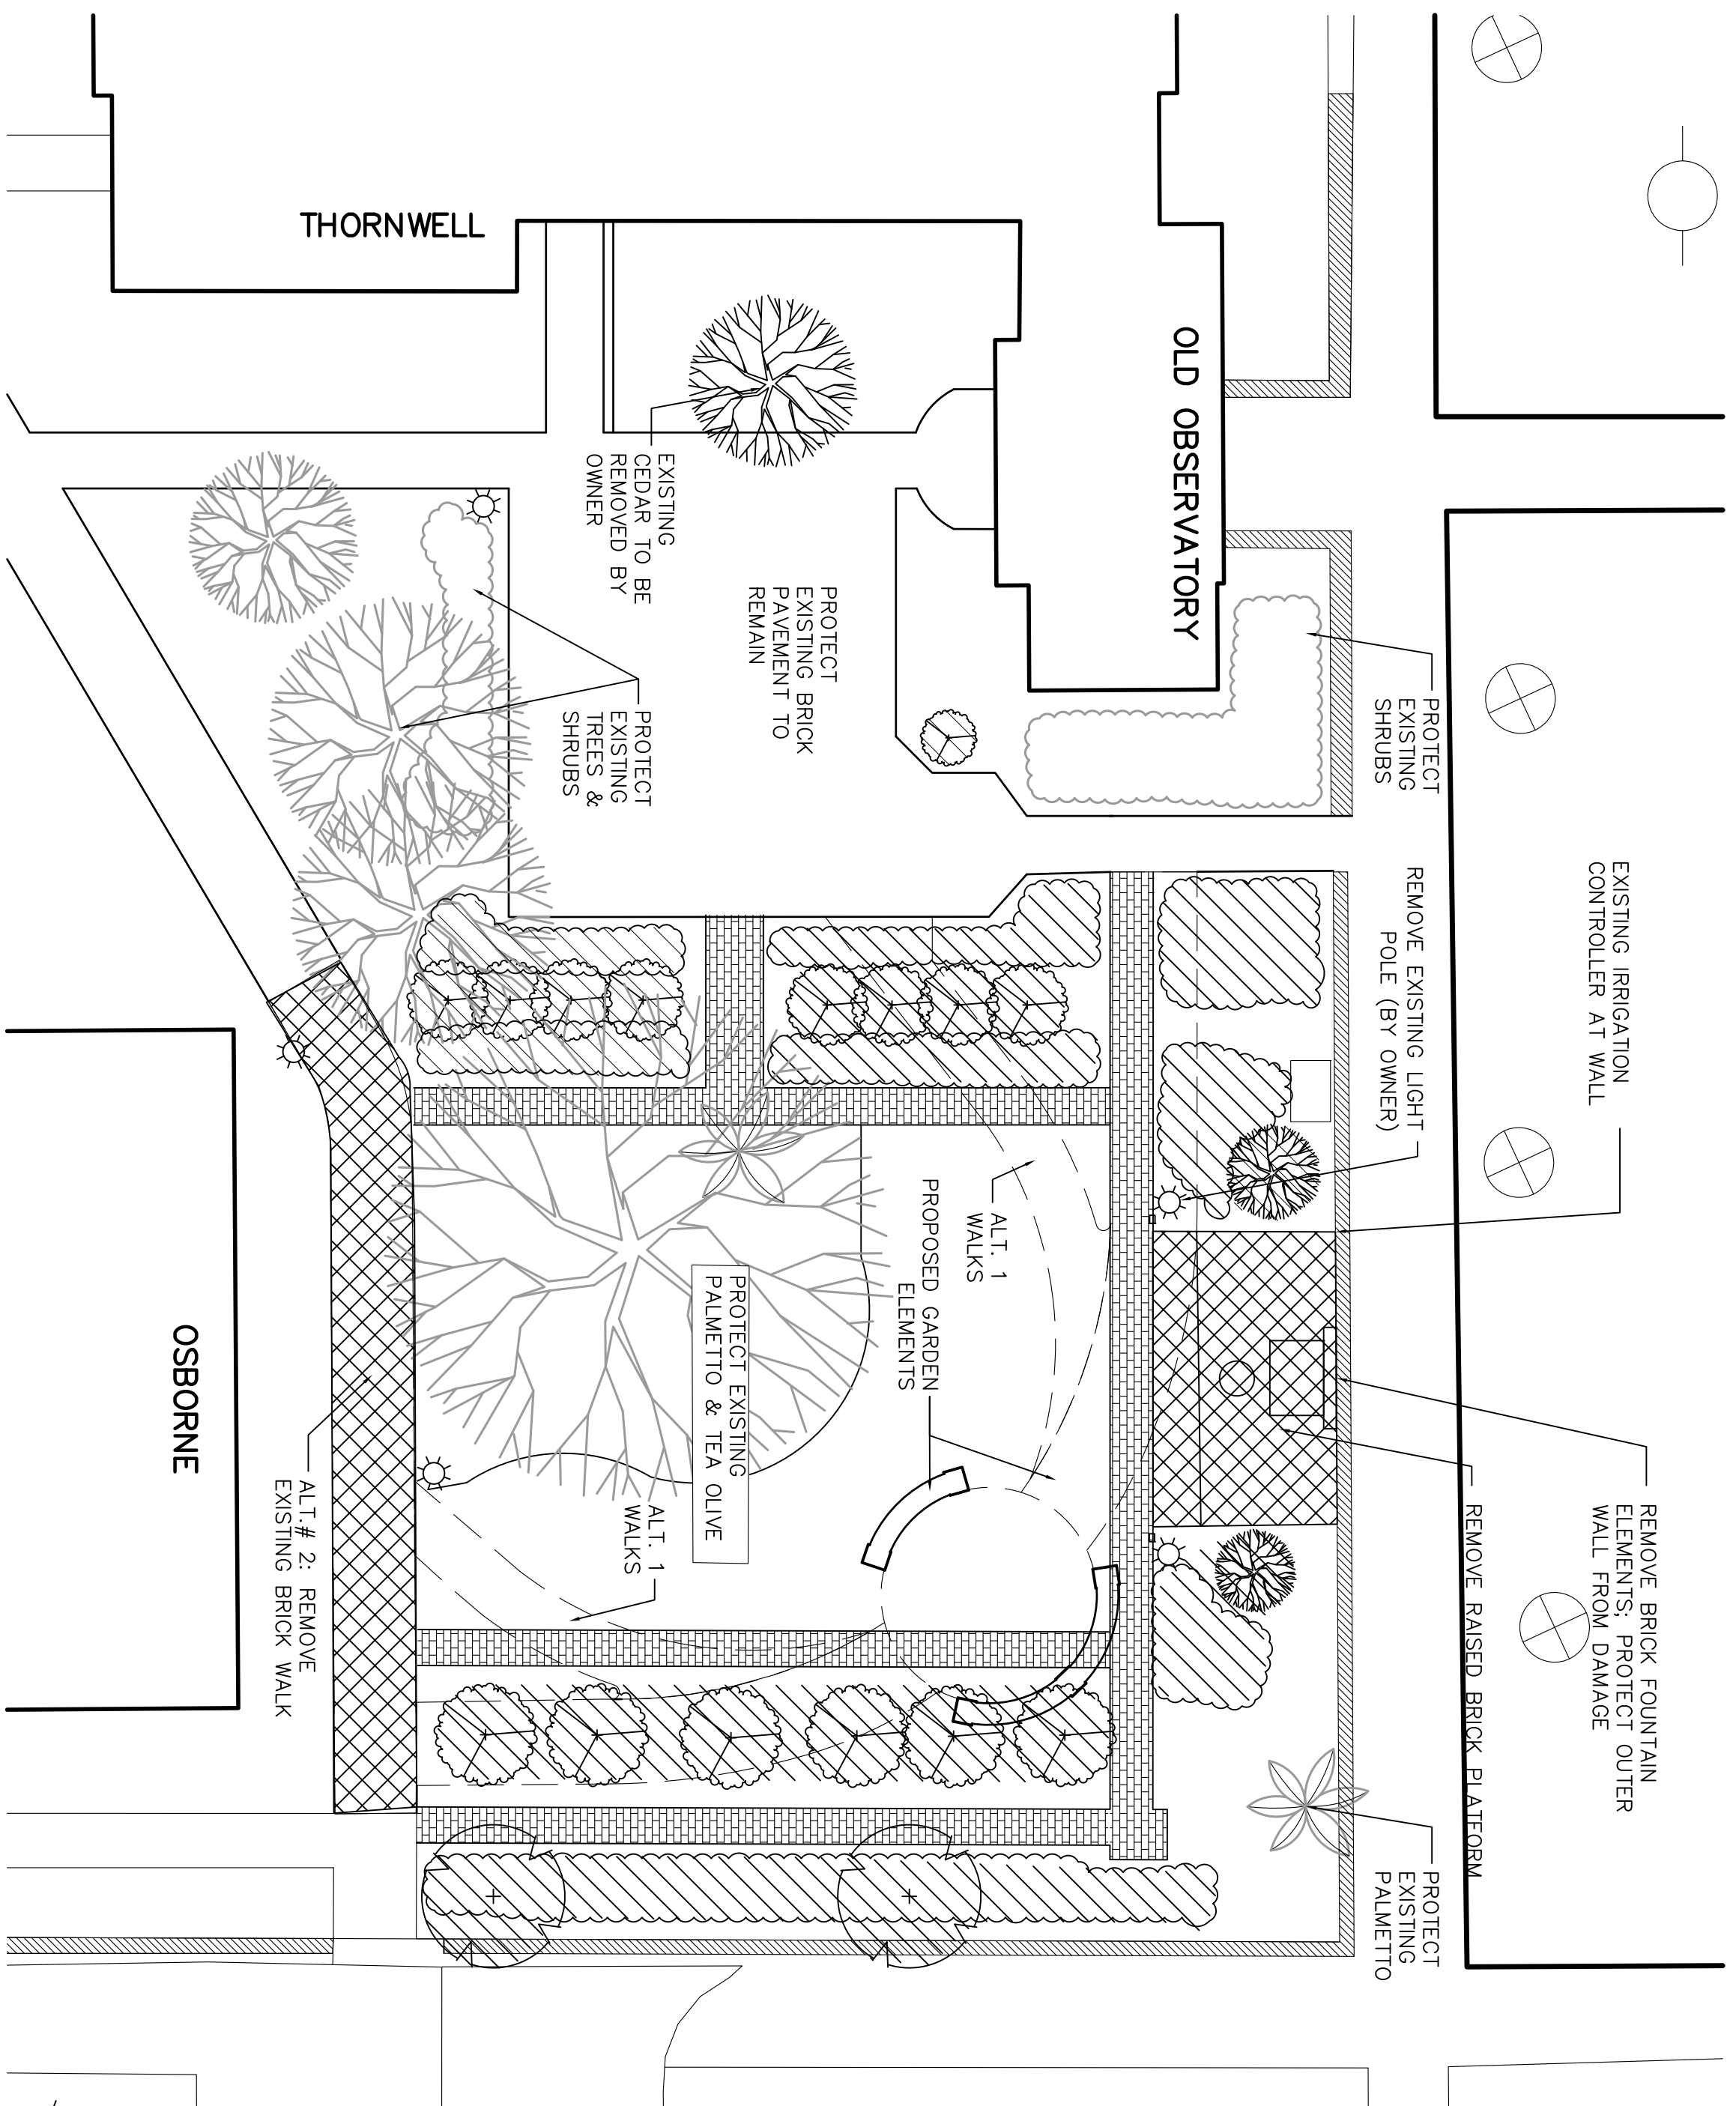 THORNWELL
OLD OBSERVATORY
OSBORNE
EXISTING
CEDAR TO BE
REMOVED BY
OWNER
PROTECT
EXISTING BRICK
PAVEMENT TO
REMAIN
PROTECT
EXISTING
TREES &
SHRUBS
PROTECT
EXISTING
SHRUBS
EXISTING IRRIGATION
CONTROLLER AT WALL
REMOVE EXISTING LIGHT
POLE (BY OWNER)
ALT. 1
WALKS
PROPOSED GARDEN
ELEMENTS
PROTECT EXISTING
PALMETTO & TEA OLIVE
ALT. 1
WALKS
ALT.# 2: REMOVE
EXISTING BRICK WALK
REMOVE BRICK FOUNTAIN
ELEMENTS; PROTECT OUTER
WALL FROM DAMAGE
REMOVE RAISED BRICK PLATFORM
PROTECT
EXISTING
PALMETTO